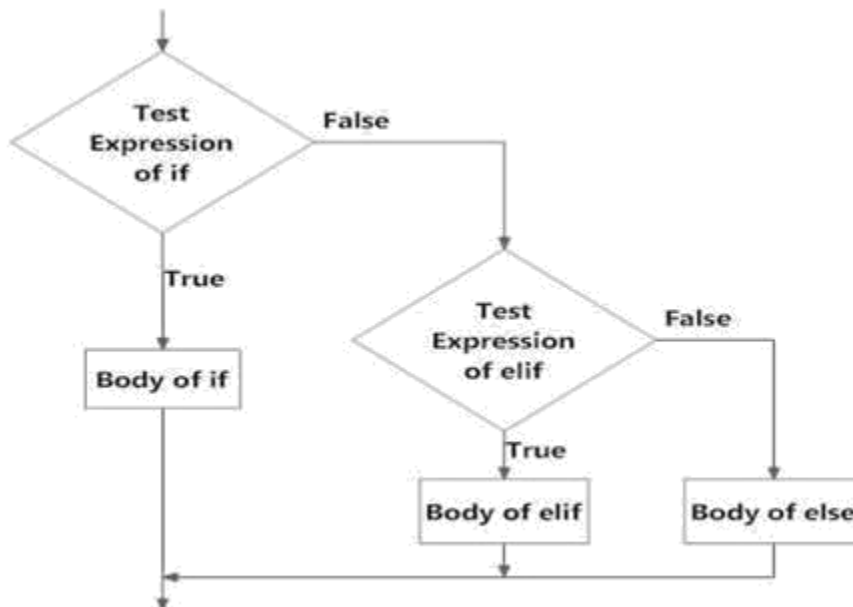 Test
Expression
of if
False
True
Body of if
Test
Expression
of elif
False
True
Body of elif
Body of else